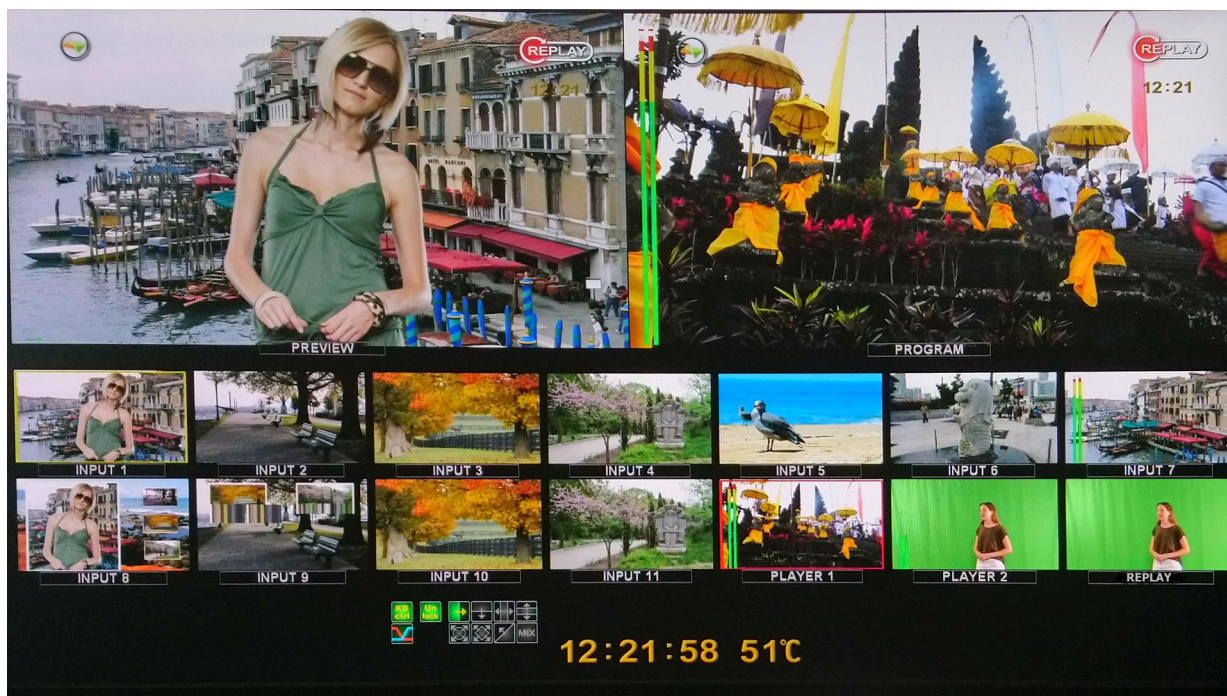 REPLAY
12:21
REPLAY
12:21
HOTEL MARCONI
PREVIEW
PROGRAM
INPUT 1
INPUT 2
INPUT 3
INPUT 4
INPUT 5
INPUT 6
INPUT 7
INPUT 8
INPUT 9
INPUT 10
INPUT 11
PLAYER 1
PLAYER 2
REPLAY
KB
ctrl
Un
lock
MIX
12:21:58 51℃